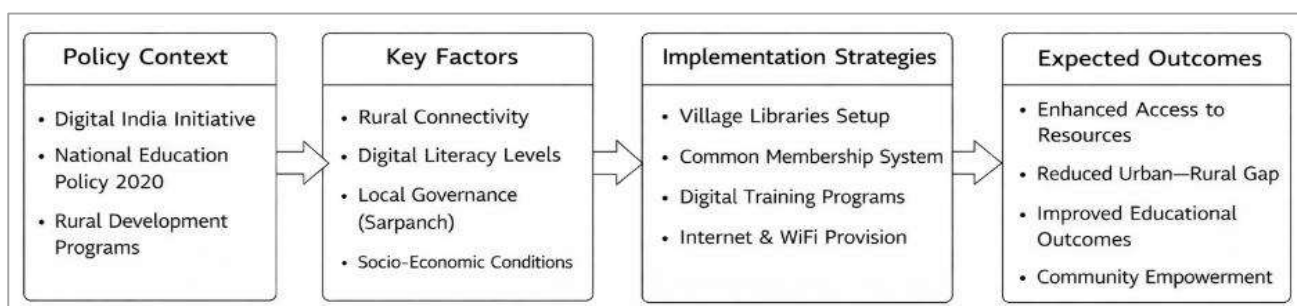 Policy Context
• Digital India Initiative
• National Education
Policy 2020
• Rural Development
Programs
Key Factors
• Rural Connectivity
• Digital Literacy Levels
• Local Governance
(Sarpanch)
• Socio-Economic Conditions
Implementation Strategies
• Village Libraries Setup
• Common Membership System
• Digital Training Programs
• Internet & WiFi Provision
Expected Outcomes
• Enhanced Access to
Resources
• Reduced Urban—Rural Gap
• Improved Educational
Outcomes
• Community Empowerment